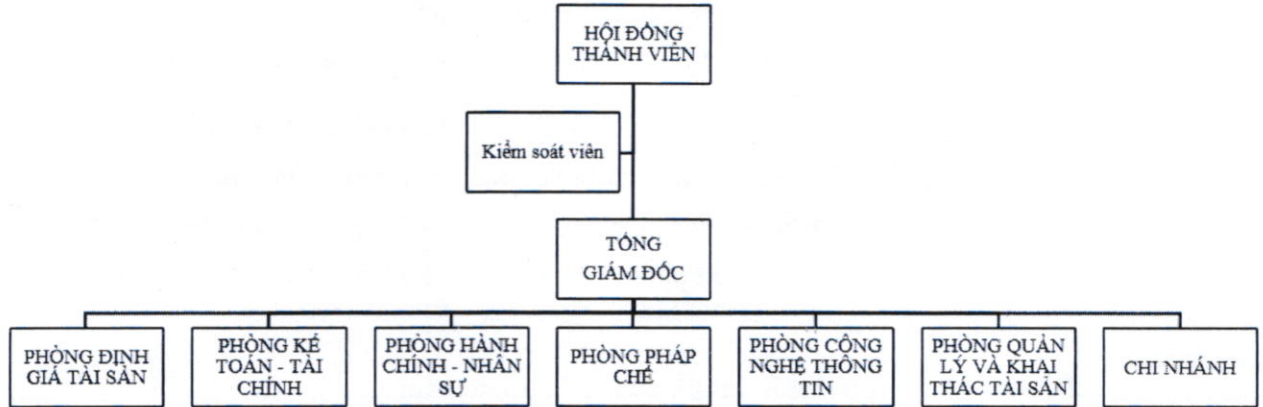 HỘI ĐỒNG
THÀNH VIÊN
Kiểm soát viên
TỔNG
GIÁM ĐỐC
PHÒNG ĐỊNH
GIÁ TÀI SẢN
PHÒNG KẾ
TOÁN - TÀI
CHÍNH
PHÒNG HÀNH
CHÍNH - NHÂN
SỰ
PHÒNG PHÁP
CHẾ
PHÒNG CÔNG
NGHỆ THÔNG
TIN
PHÒNG QUẢN
LÝ VÀ KHAI
THÁC TÀI SẢN
CHI NHÁNH